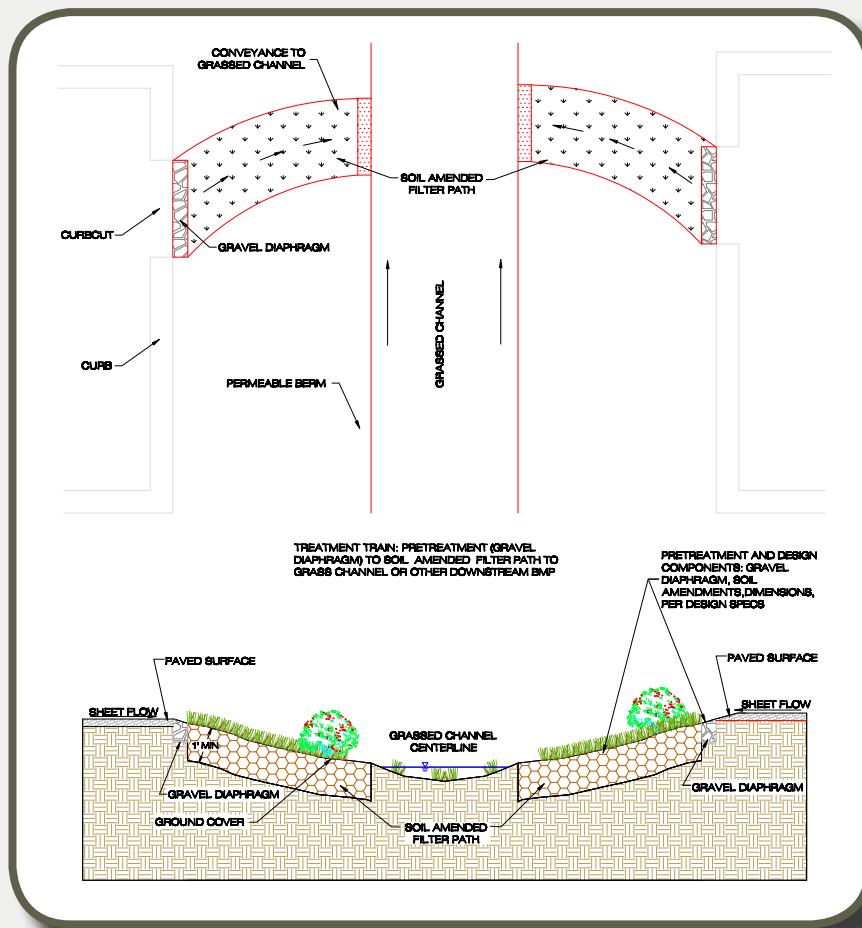 CONVEYANCE TO
GRASSED CHANNEL
SOIL AMENDED
FILTER PATH
CURBCUT
GRAVEL DIAPHRAGM
GRASSED CHANNEL
CURB
PERMEABLE BERM
TREATMENT TRAIN: PRETREATMENT (GRAVEL
DIAPHRAGM) TO SOIL AMENDED FILTER PATH TO
GRASS CHANNEL OR OTHER DOWNSTREAM BMP
PRETREATMENT AND DESIGN
COMPONENTS: GRAVEL
DIAPHRAGM, SOIL
AMENDMENTS,DIMENSIONS,
PER DESIGN SPECS
PAVED SURFACE
PAVED SURFACE
SHEET FLOW
SHEET FLOW
GRASSED CHANNEL
CENTERLINE
1' MIN
GRAVEL DIAPHRAGM
GRAVEL DIAPHRAGM
GROUND COVER
SOIL AMENDED
FILTER PATH